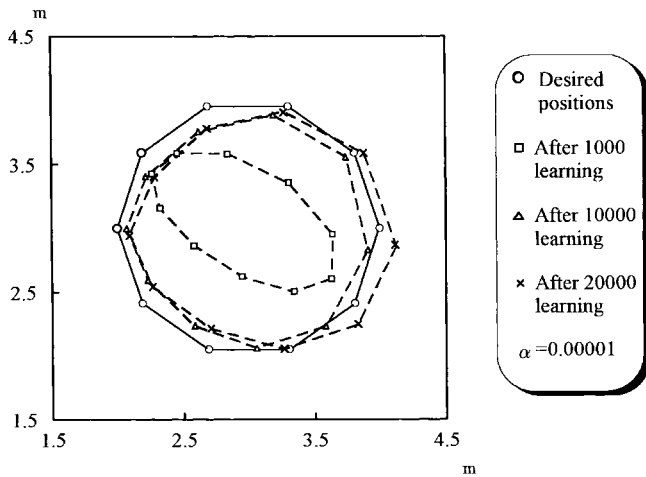 m
4.5
3.5
2.5
1.5
1.5
2.5
3.5
4.5
m
Desired
positions
After 1000
learning
After 10000
learning
After 20000
learning
α =0.00001